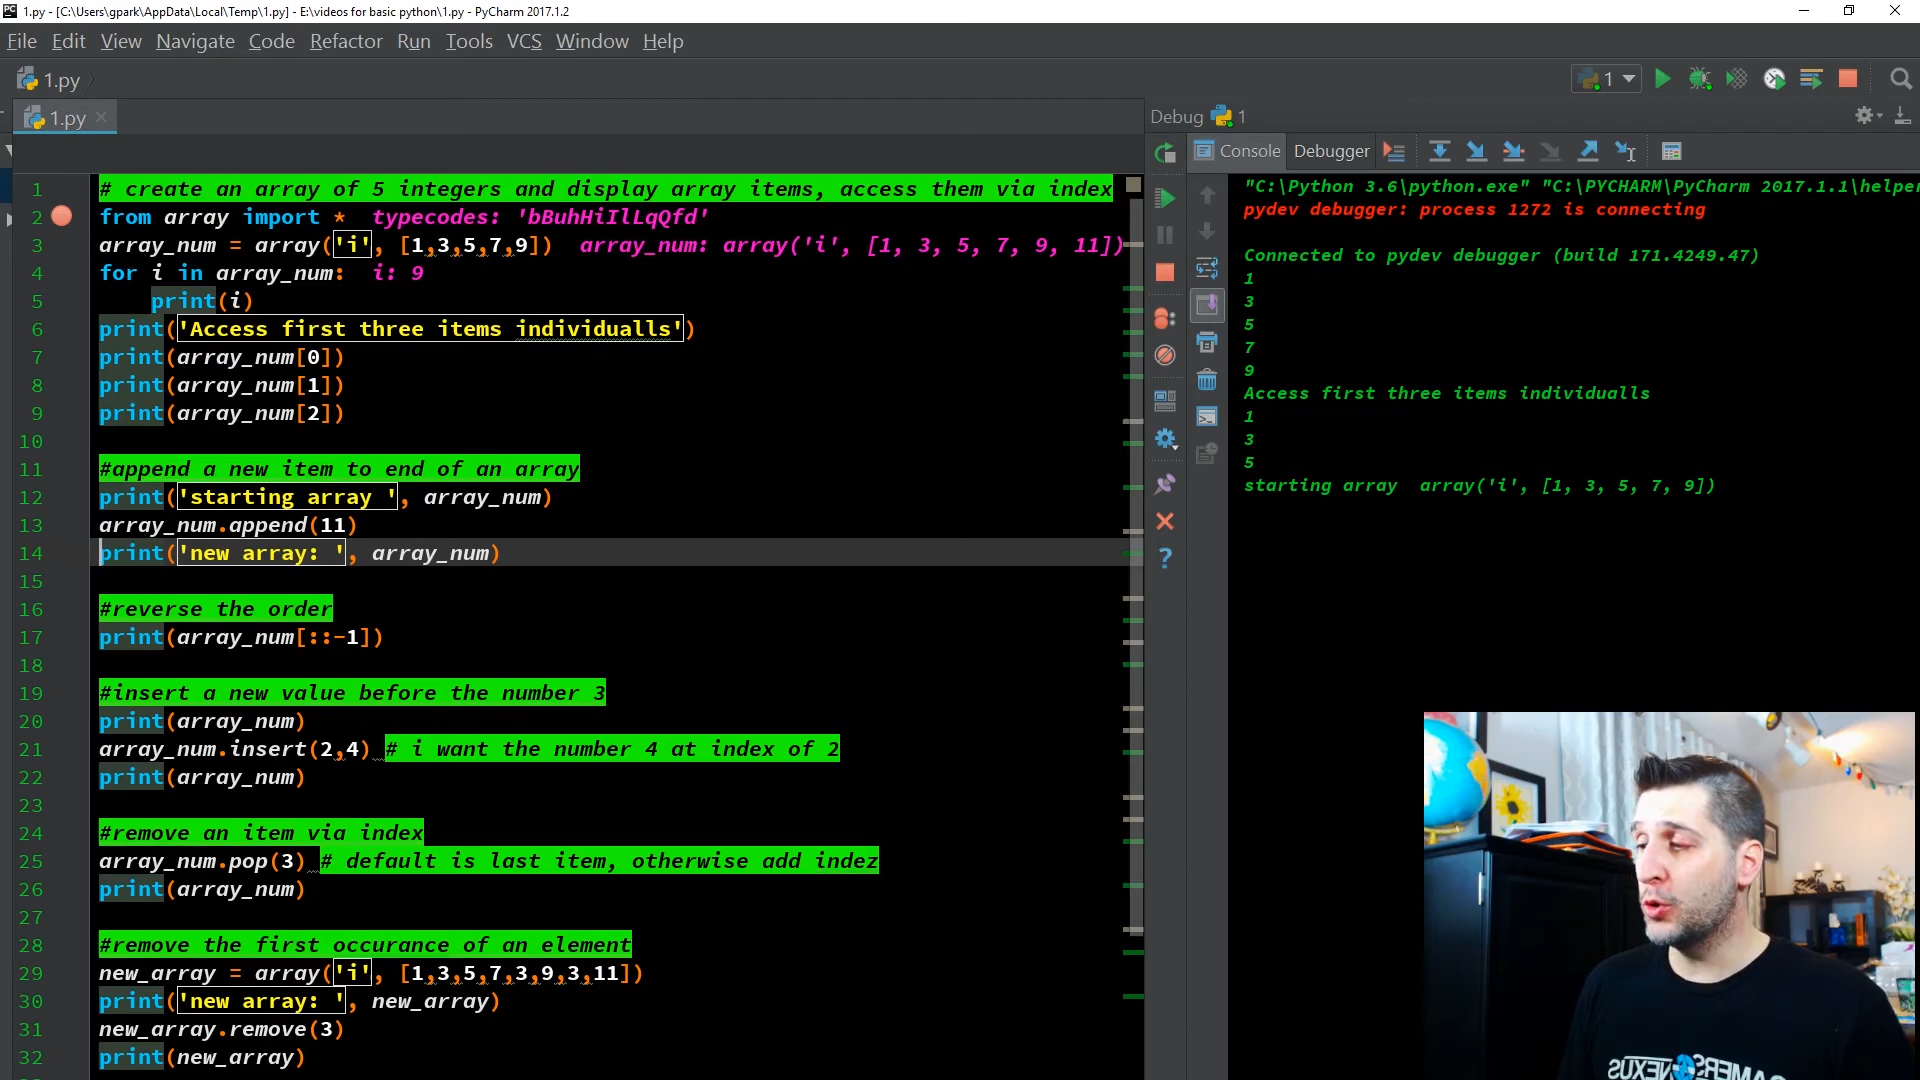 1.py - [C:\Users\gpark\AppData\Local\Temp\1.py] - E:\videos for basic python\1.py - PyCharm 2017.1.2
File Edit View Navigate Code Refactor Run Tools VCS Window Help
1.py
1
1.py
Debug 1
Console Debugger
1 # create an array of 5 integers and display array items, access them via index
2 from array import * typecodes: 'bBuhHiIlLqQfd'
3 array_num = array('i', [1,3,5,7,9]) array_num: array('i', [1, 3, 5, 7, 9, 11])
4 for i in array_num: i: 9
5 print(i)
6 print('Access first three items individualls')
7 print(array_num[0])
8 print(array_num[1])
9 print(array_num[2])
10
11 #append a new item to end of an array
12 print('starting array ', array_num)
13 array_num.append(11)
14 print('new array: ', array_num)
15
16 #reverse the order
17 print(array_num[::-1])
18
19 #insert a new value before the number 3
20 print(array_num)
21 array_num.insert(2,4) # i want the number 4 at index of 2
22 print(array_num)
23
24 #remove an item via index
25 array_num.pop(3) # default is last item, otherwise add indez
26 print(array_num)
27
28 #remove the first occurance of an element
29 new_array = array('i', [1,3,5,7,3,9,3,11])
30 print('new array: ', new_array)
31 new_array.remove(3)
32 print(new_array)
"C:\Python 3.6\python.exe" "C:\PYCHARM\PyCharm 2017.1.1\helper
pydev debugger: process 1272 is connecting
Connected to pydev debugger (build 171.4249.47)
1
3
5
7
9
Access first three items individualls
1
3
5
starting array array('i', [1, 3, 5, 7, 9])
GAMERS NEXUS